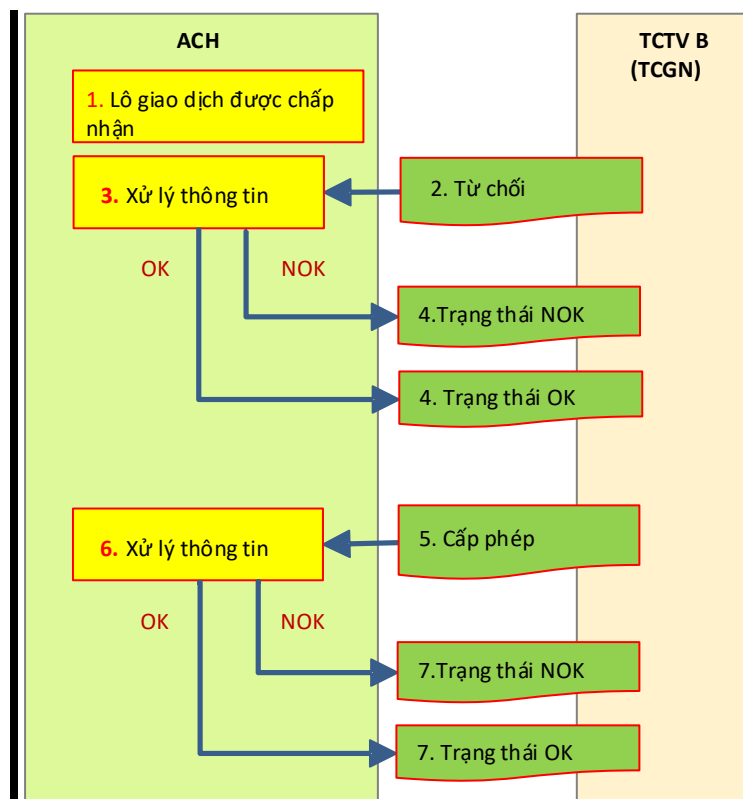 ACH
TCTV B
(TCGN)
1. Lô giao dịch được chấp
nhận
3. Xử lý thông tin
2. Từ chối
OK
NOK
4.Trạng thái NOK
4. Trạng thái OK
6. Xử lý thông tin
5. Cấp phép
OK
NOK
7.Trạng thái NOK
7. Trạng thái OK